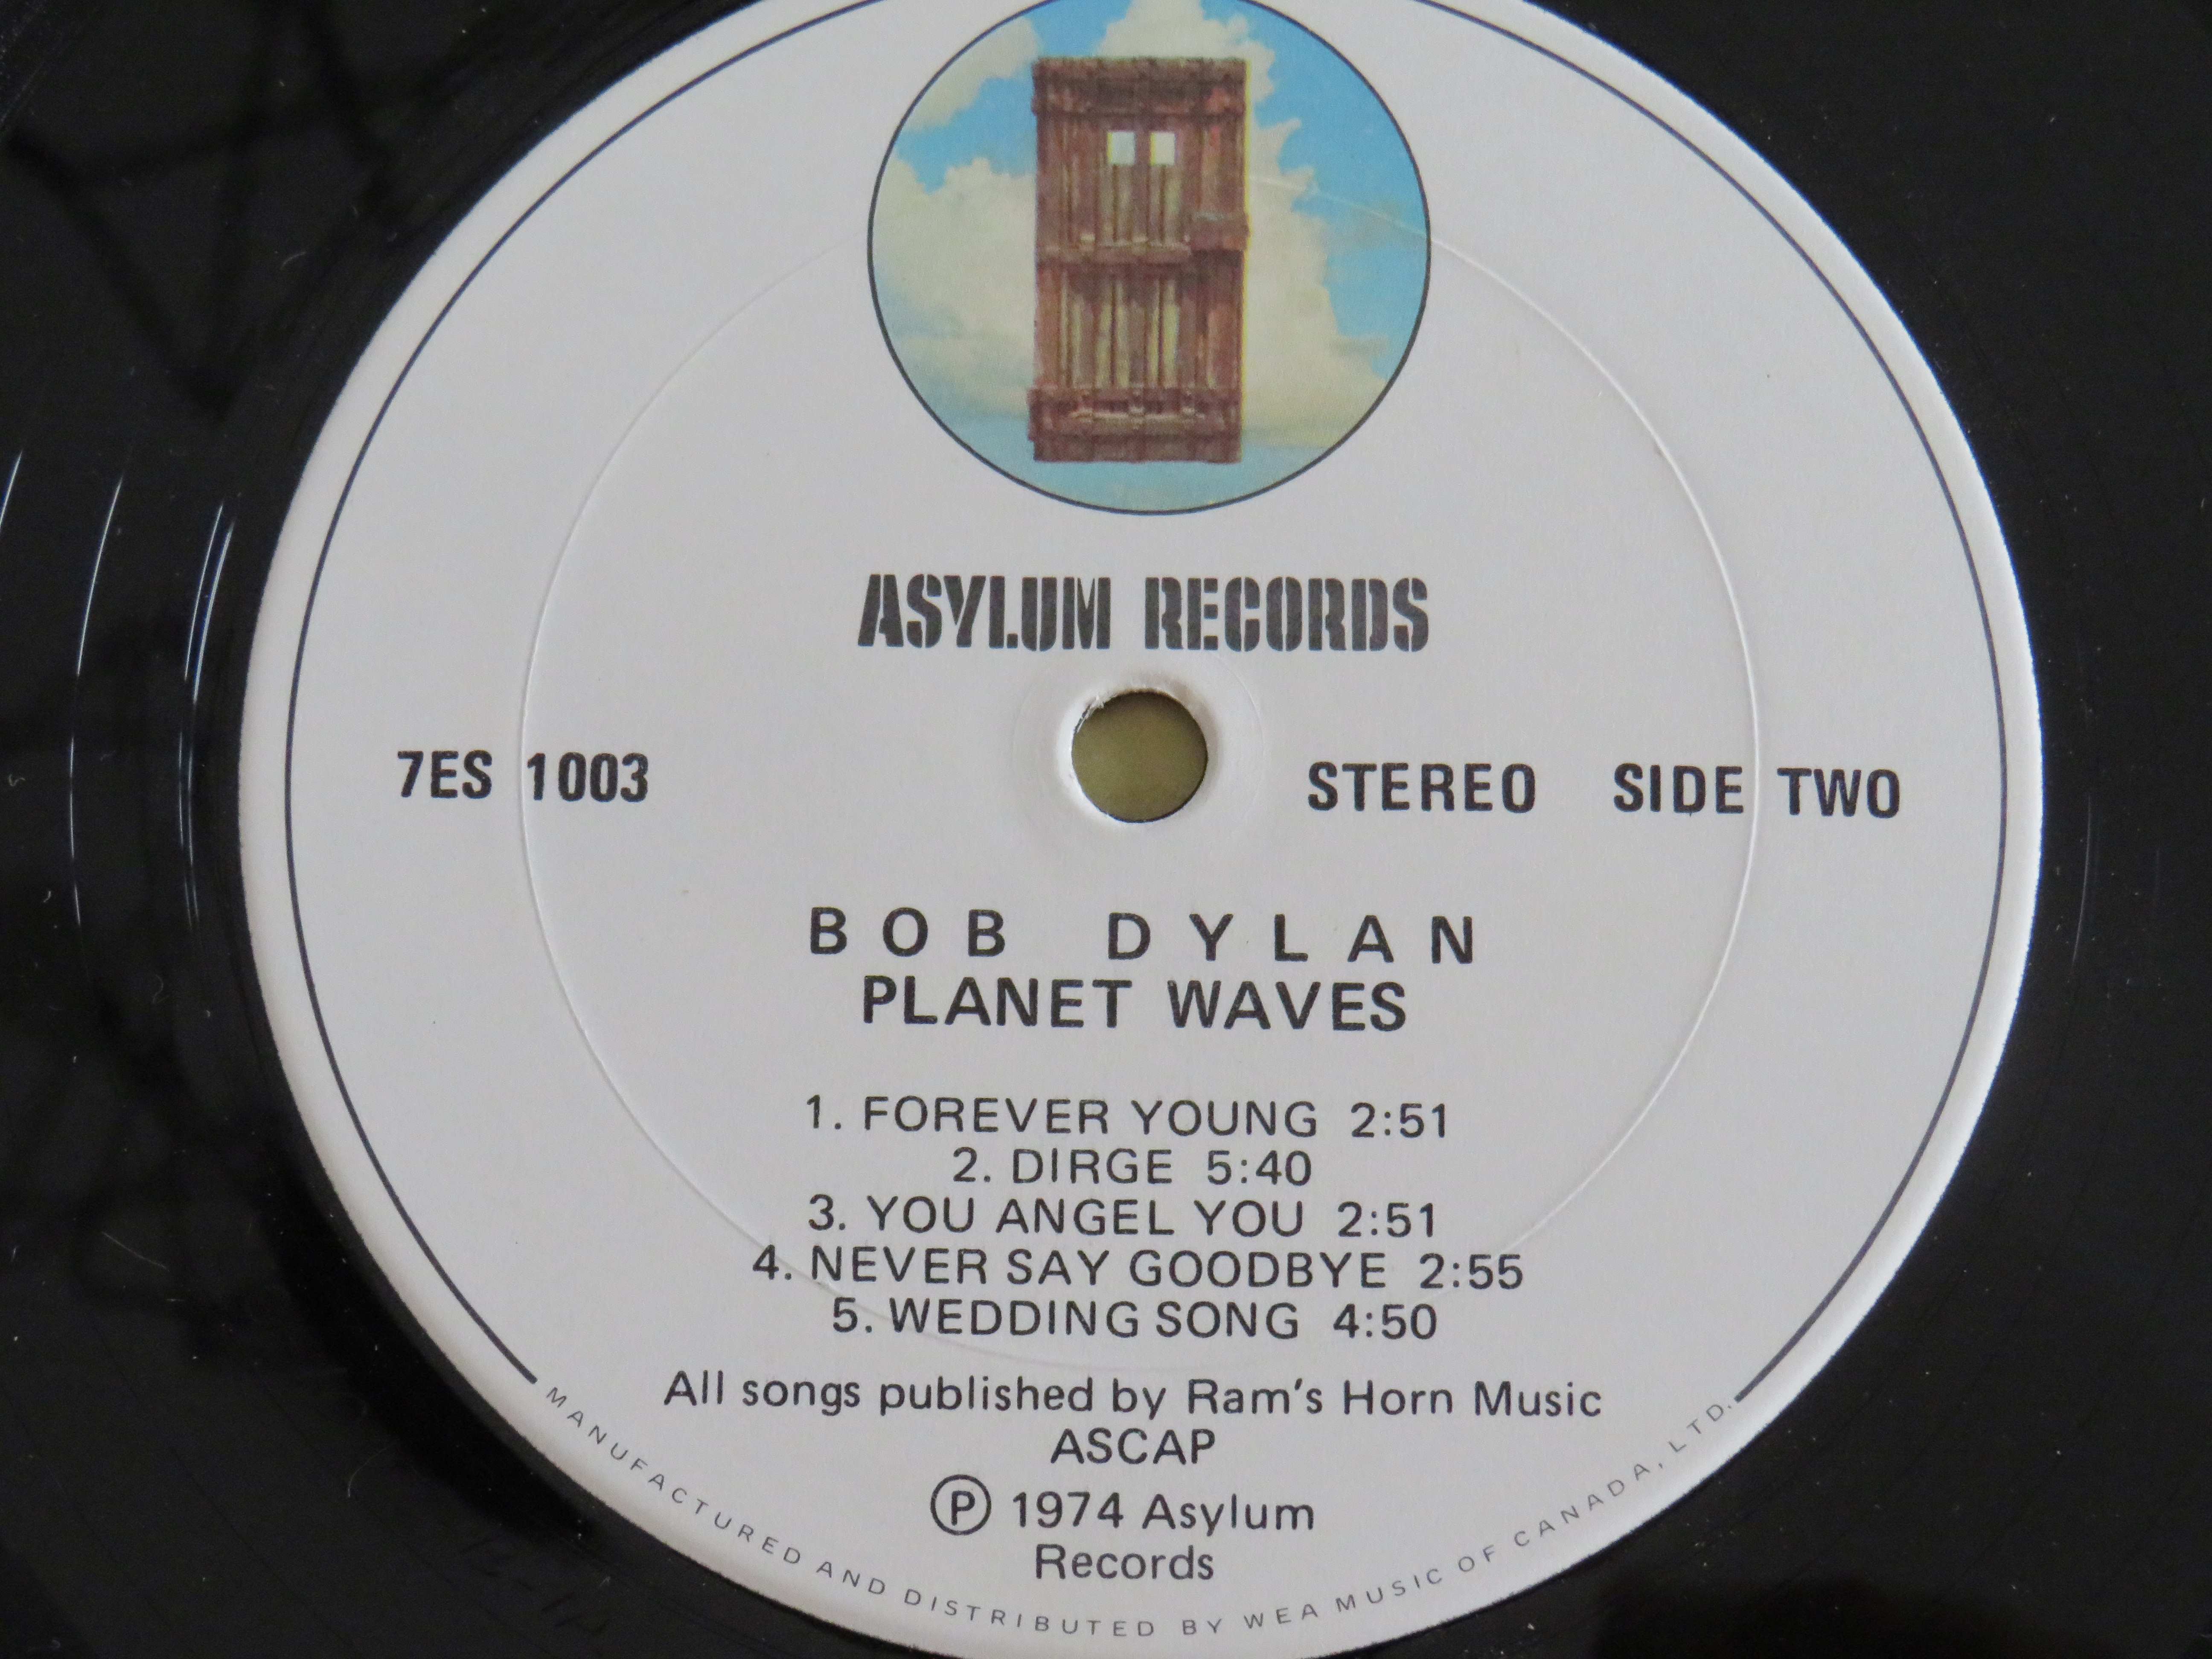 ASYLUM RECORDS
7ES 1003
STEREO SIDE TWO
BOB DYLAN
PLANET WAVES
1. FOREVER YOUNG 2:51
2. DIRGE 5:40
3. YOU ANGEL YOU 2:51
4. NEVER SAY GOODBYE 2:55
5. WEDDING SONG 4:50
All songs published by Ram's Horn Music
ASCAP
Ⓟ 1974 Asylum
Records
MANUFACTURED AND DISTRIBUTED BY WEA MUSIC OF CANADA, LTD.